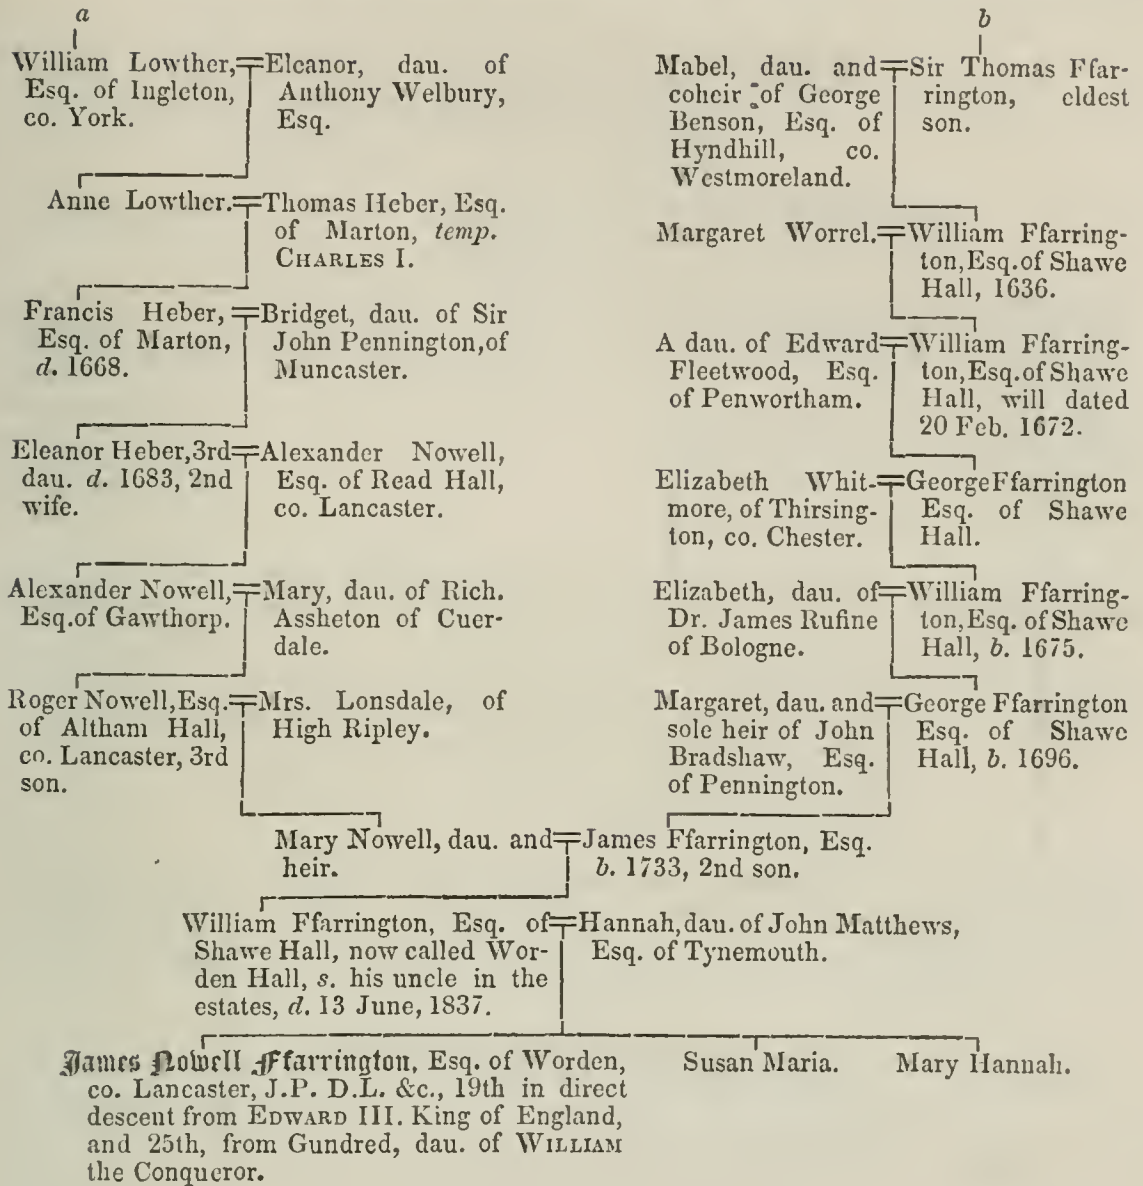 a
William Lowther,
Esq. of Ingleton,
co. York.
Eleanor, dau. of
Anthony Welbury,
Esq.
Anne Lowther.
Thomas Heber, Esq.
of Marton, temp.
CHARLES I.
Francis Heber,
Esq. of Marton,
d. 1668.
Bridget, dau. of Sir
John Pennington, of
Muncaster.
Eleanor Heber, 3rd
dau. d. 1683, 2nd
wife.
Alexander Nowell,
Esq. of Read Hall,
co. Lancaster.
Alexander Nowell,
Esq. of Gawthorp.
Mary, dau. of Rich.
Assheton of Cuer-
dale.
Roger Nowell, Esq.
of Altham Hall,
co. Lancaster, 3rd
son.
Mrs. Lonsdale, of
High Ripley.
b
Mabel, dau. and
coheir of George
Benson, Esq. of
Hyndhill, co.
Westmoreland.
Sir Thomas Ffar-
rington, eldest
son.
Margaret Worrel.
William Ffarring-
ton, Esq. of Shawe
Hall, 1636.
A dau. of Edward
Fleetwood, Esq.
of Penwortham.
William Ffarring-
ton, Esq. of Shawe
Hall, will dated
20 Feb. 1672.
Elizabeth Whit-
more, of Thirsing-
ton, co. Chester.
George Ffarrington
Esq. of Shawe
Hall.
Elizabeth, dau. of
Dr. James Rufine
of Bologne.
William Ffarring-
ton, Esq. of Shawe
Hall, b. 1675.
Margaret, dau. and
sole heir of John
Bradshaw, Esq.
of Pennington.
George Ffarrington
Esq. of Shawe
Hall, b. 1696.
Mary Nowell, dau. and
heir.
James Ffarrington, Esq.
b. 1733, 2nd son.
William Ffarrington, Esq. of
Shawe Hall, now called Wor-
den Hall, s. his uncle in the
estates, d. 13 June, 1837.
Hannah, dau. of John Matthews,
Esq. of Tynemouth.
James Nowell Ffarrington, Esq. of Worden,
co. Lancaster, J.P. D.L. &c., 19th in direct
descent from EDWARD III. King of England,
and 25th, from Gundred, dau. of WILLIAM
the Conqueror.
Susan Maria.
Mary Hannah.